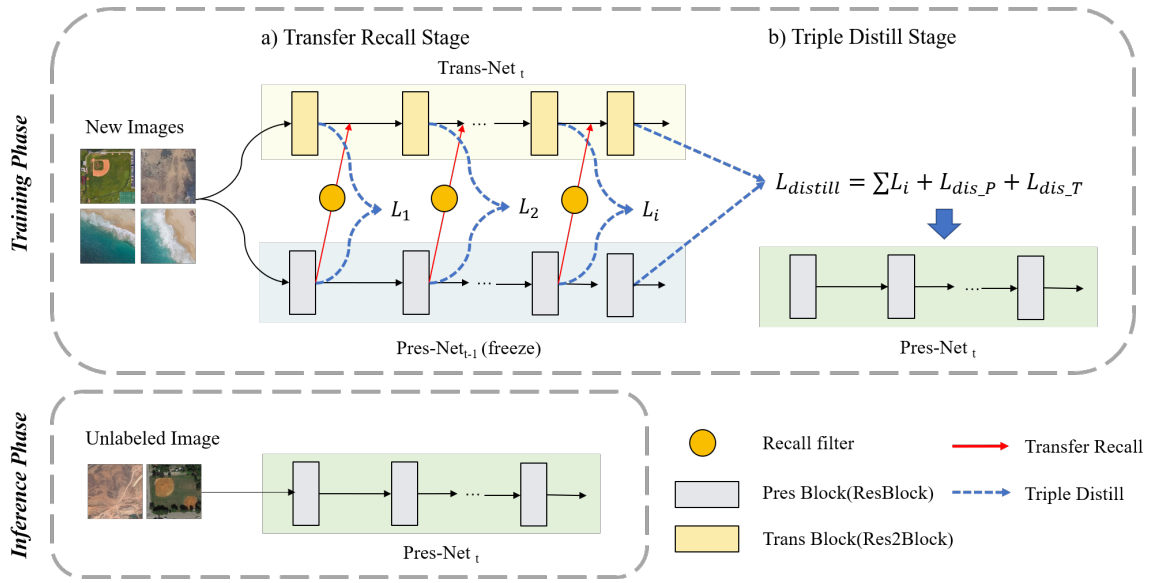 a) Transfer Recall Stage
b) Triple Distill Stage
Trans-Net t
Training Phase
New Images
...
L1
L2
Li
Ldistill = ∑Li + Ldis_P + Ldis_T
...
...
Pres-Nett-1 (freeze)
Pres-Net t
Inference Phase
Unlabeled Image
...
Pres-Net t
Recall filter
Transfer Recall
Pres Block(ResBlock)
Triple Distill
Trans Block(Res2Block)